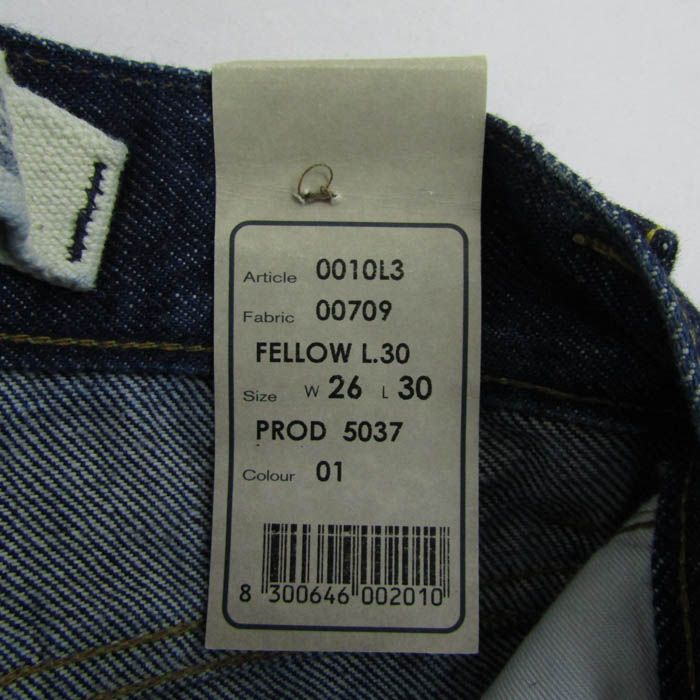 Article 0010L3
Fabric 00709
FELLOW L.30
Size W 26 L 30
PROD 5037
Colour 01
8 300646 002010